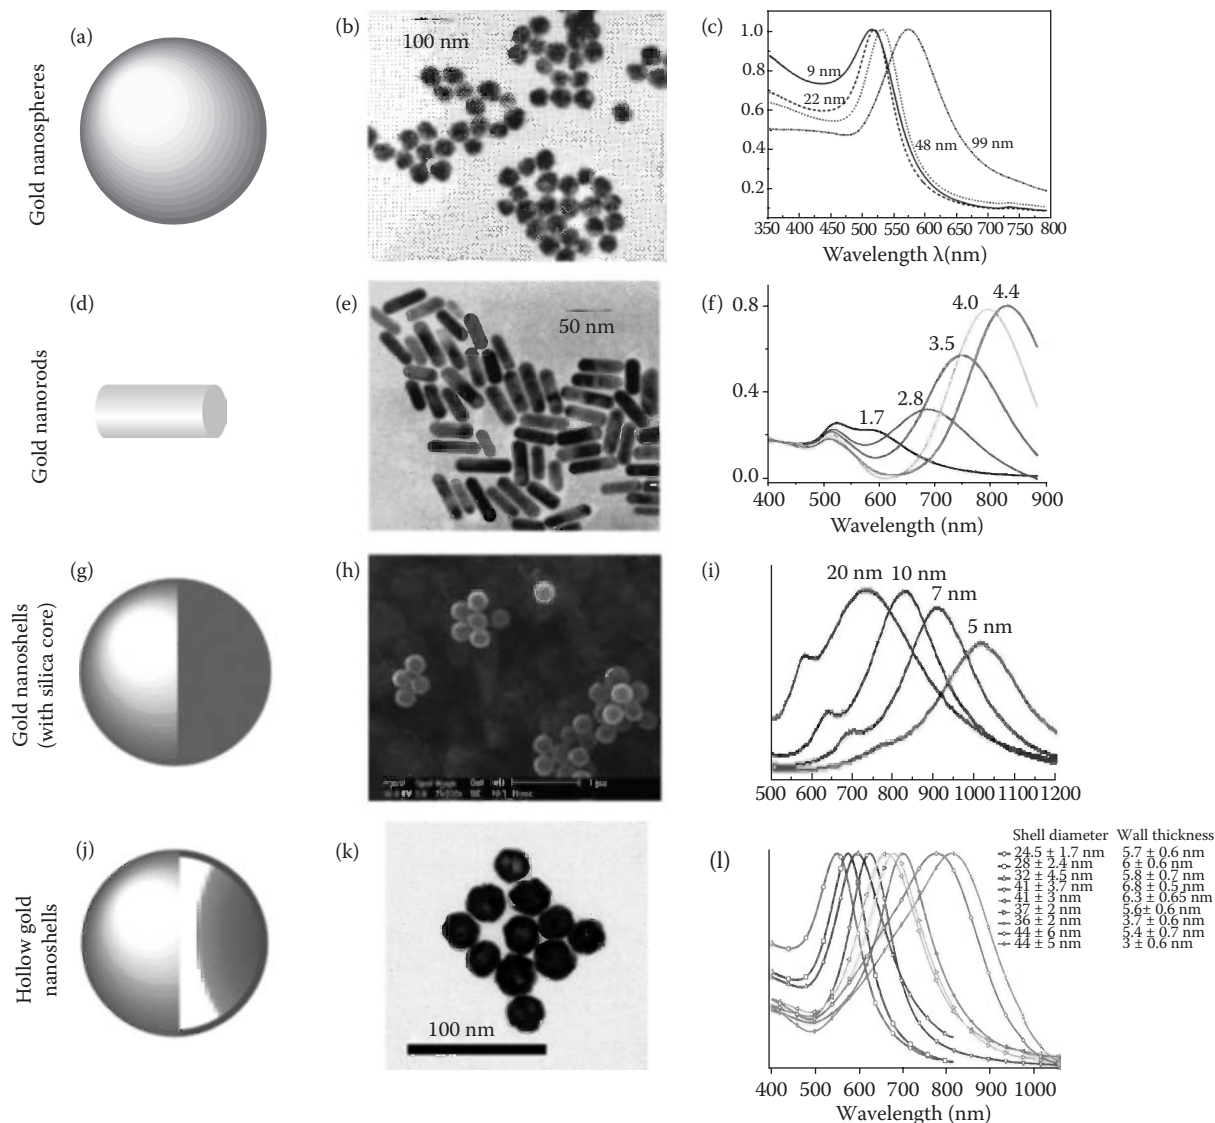 Gold nanospheres
(a)
(b)
100 nm
(c)
1.0
0.8
0.6
0.4
0.2
9 nm
22 nm
48 nm
99 nm
350 400 450 500 550 600 650 700 750 792
Wavelength λ(nm)
Gold nanorods
(d)
(e)
50 nm
(f)
0.8
0.4
0.0
1.7
2.8
3.5
4.0
4.4
400 500 600 700 800 900
Wavelength (nm)
Gold nanoshells
(with silica core)
(g)
(h)
(i)
20 nm
10 nm
7 nm
5 nm
500 600 700 800 900 1000 1100 1200
Hollow gold
nanoshells
(j)
(k)
100 nm
(l)
Shell diameter Wall thickness
24.5 ± 1.7 nm 5.7 ± 0.6 nm
28 ± 2.4 nm 6 ± 0.6 nm
32 ± 4.5 nm 5.8 ± 0.7 nm
41 ± 3.7 nm 6.8 ± 0.5 nm
41 ± 3 nm 6.3 ± 0.65 nm
37 ± 2 nm 5.6± 0.6 nm
36 ± 2 nm 3.7 ± 0.6 nm
44 ± 6 nm 5.4 ± 0.7 nm
44 ± 5 nm 3 ± 0.6 nm
400 500 600 700 800 900 1000
Wavelength (nm)